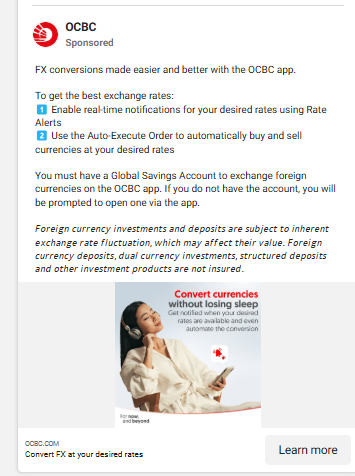 OCBC
Sponsored
FX conversions made easier and better with the OCBC app.
To get the best exchange rates:
1️⃣ Enable real-time notifications for your desired rates using Rate
Alerts
2️⃣ Use the Auto-Execute Order to automatically buy and sell
currencies at your desired rates
You must have a Global Savings Account to exchange foreign
currencies on the OCBC app. If you do not have the account, you will
be prompted to open one via the app.
Foreign currency investments and deposits are subject to inherent
exchange rate fluctuation, which may affect their value. Foreign
currency deposits, dual currency investments, structured deposits
and other investment products are not insured.
Convert currencies
without losing sleep
Get notified when your desired
rates are available and even
automate the conversion
For now,
and beyond
OCBC.COM
Convert FX at your desired rates
Learn more